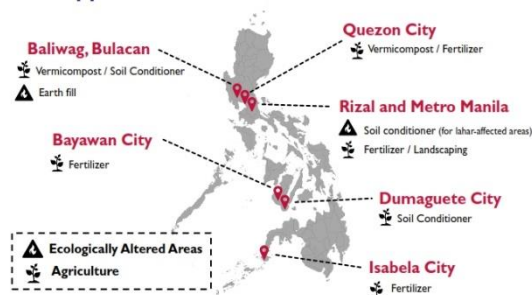 Quezon City
Vermicompost / Fertilizer
Baliwag, Bulacan
Vermicompost / Soil Conditioner
Earth fill
Rizal and Metro Manila
Soil conditioner (for lahar-affected areas)
Fertilizer / Landscaping
Bayawan City
Fertilizer
Dumaguete City
Soil Conditioner
Ecologically Altered Areas
Agriculture
Isabela City
Fertilizer